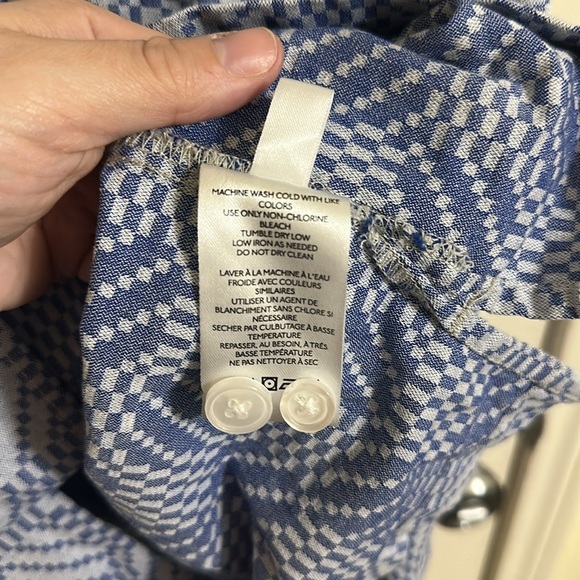 MACHINE WASH COLD WITH LIKE
COLORS
USE ONLY NON-CHLORINE
BLEACH
TUMBLE DRY LOW
LOW IRON AS NEEDED
DO NOT DRY CLEAN
LAVER À LA MACHINE À L'EAU
FROIDE AVEC COULEURS
SIMILAIRES
UTILISER UN AGENT DE
BLANCHIMENT SANS CHLORE SI
NÉCESSAIRE
SECHER PAR CULBUTAGE À BASSE
TEMPERATURE
REPASSER, AU BESOIN, À TRÈS
BASSE TEMPÉRATURE
NE PAS NETTOYER À SEC